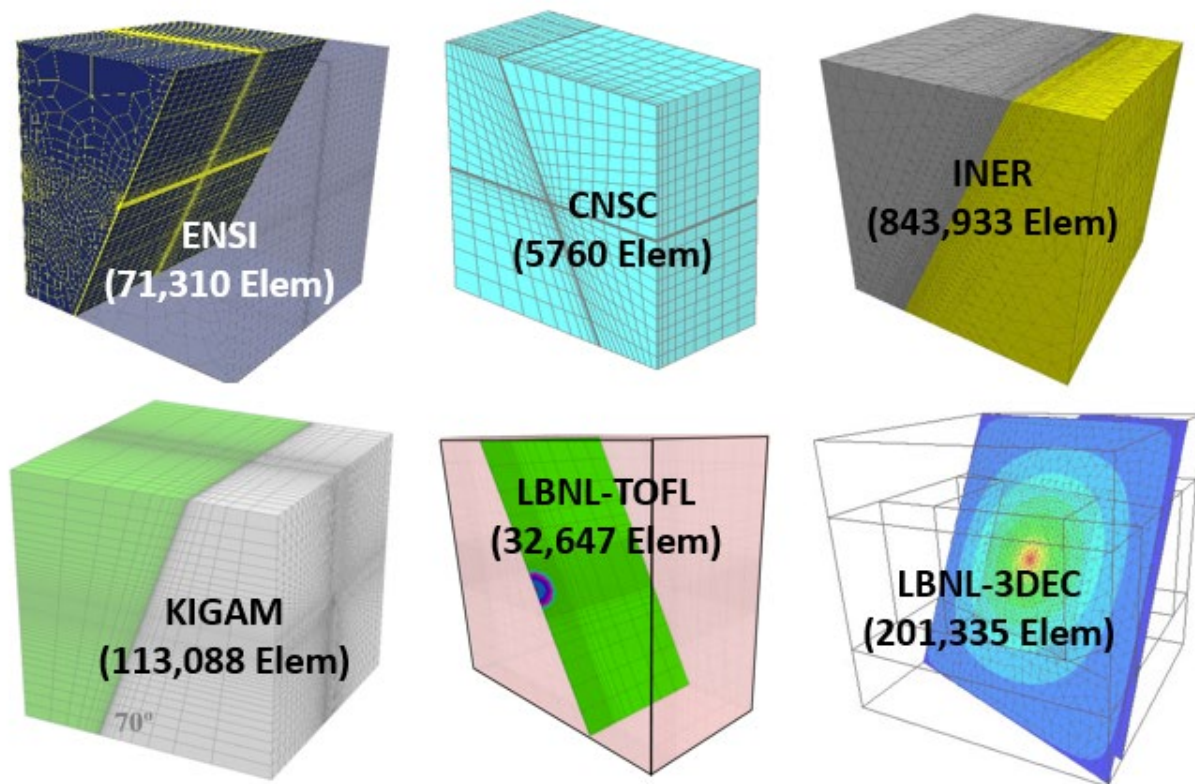 ENSI
(71,310 Elem)
CNSC
(5760 Elem)
INER
(843,933 Elem)
KIGAM
(113,088 Elem)
70°
LBNL-TOFL
(32,647 Elem)
LBNL-3DEC
(201,335 Elem)